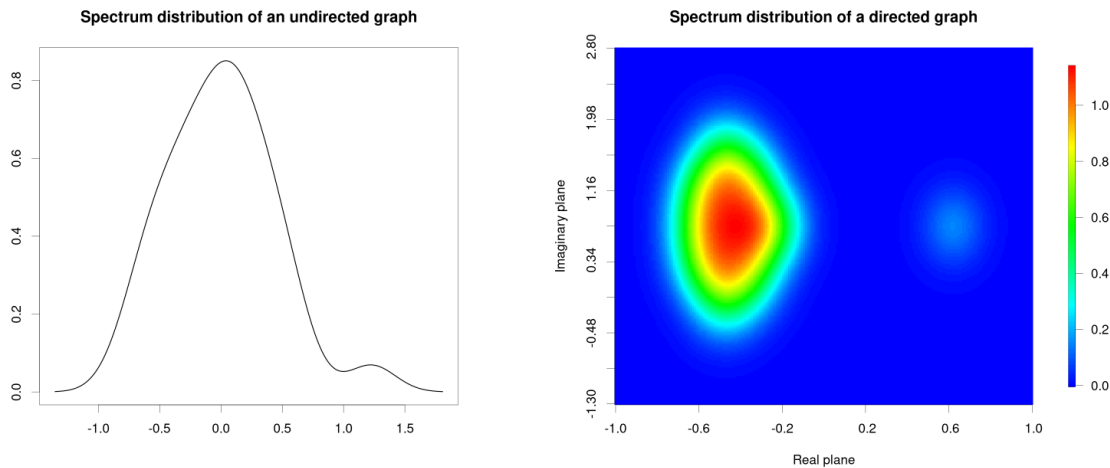 Spectrum distribution of an undirected graph
0.8
0.6
0.4
0.2
0.0
-1.0 -0.5 0.0 0.5 1.0 1.5
Spectrum distribution of a directed graph
Imaginary plane
2.80
1.98
1.16
0.34
-0.48
-1.30
-1.0 -0.6 -0.2 0.2 0.6 1.0
Real plane
1.0
0.8
0.6
0.4
0.2
0.0